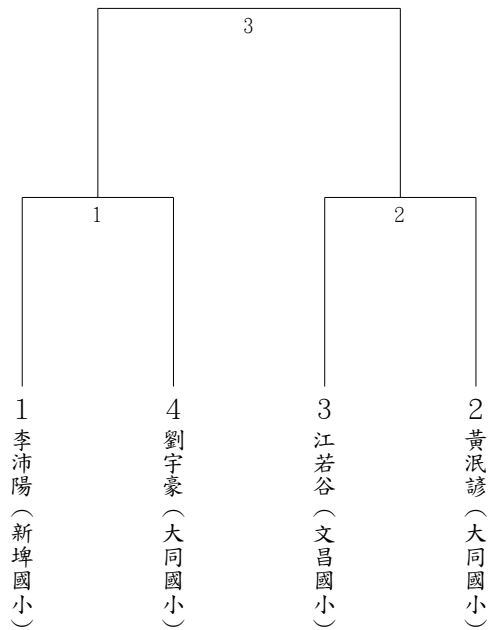 3
1
2
1 李沛陽（新埤國小）
4 劉宇豪（大同國小）
3 江若谷（文昌國小）
2 黃泯諺（大同國小）